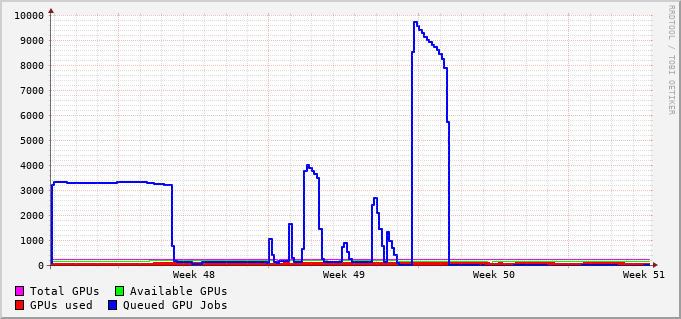 10000
9000
8000
7000
6000
5000
4000
3000
2000
1000
0
Week 48 Week 49 Week 50 Week 51
Total GPUs Available GPUs
GPUs used Queued GPU Jobs
RRDTOOL / TOBI OETIKER